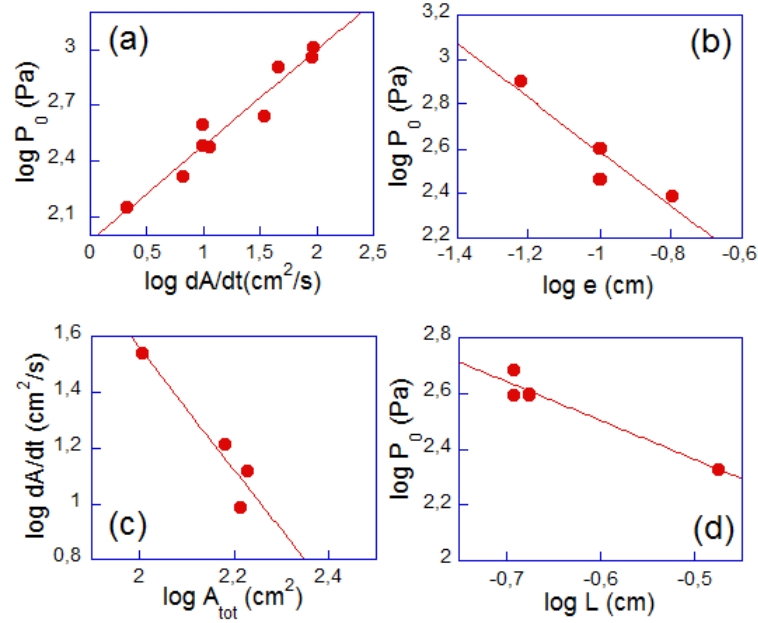 (a)
log P0 (Pa)
3
2,7
2,4
2,1
0 0,5 1 1,5 2 2,5
log dA/dt(cm2/s)
(b)
log P0 (Pa)
3,2
3
2,8
2,6
2,4
2,2
-1,4 -1,2 -1 -0,8 -0,6
log e (cm)
(c)
log dA/dt (cm2/s)
1,6
1,4
1,2
1
0,8
2 2,2 2,4
log Atot (cm2)
(d)
log P0 (Pa)
2,8
2,6
2,4
2,2
2
-0,7 -0,6 -0,5
log L (cm)